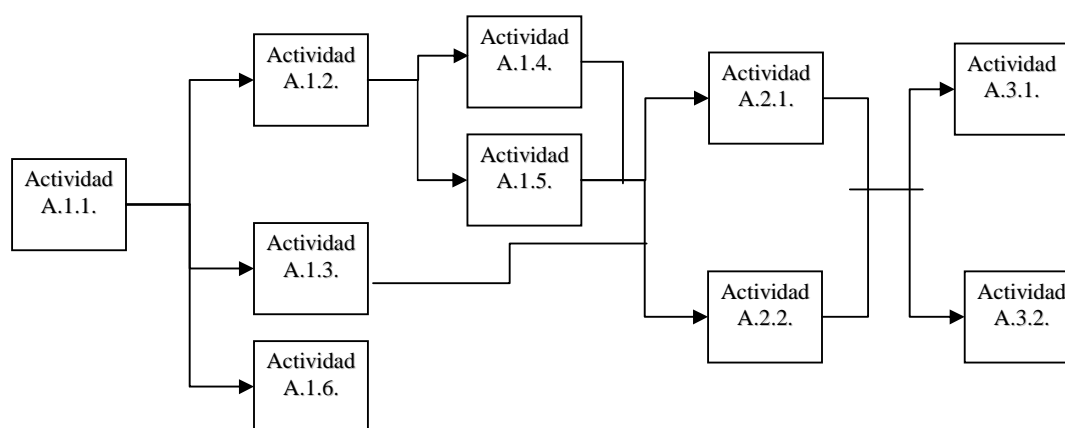 Actividad
A.1.1.
Actividad
A.1.2.
Actividad
A.1.3.
Actividad
A.1.6.
Actividad
A.1.4.
Actividad
A.1.5.
Actividad
A.2.1.
Actividad
A.2.2.
Actividad
A.3.1.
Actividad
A.3.2.